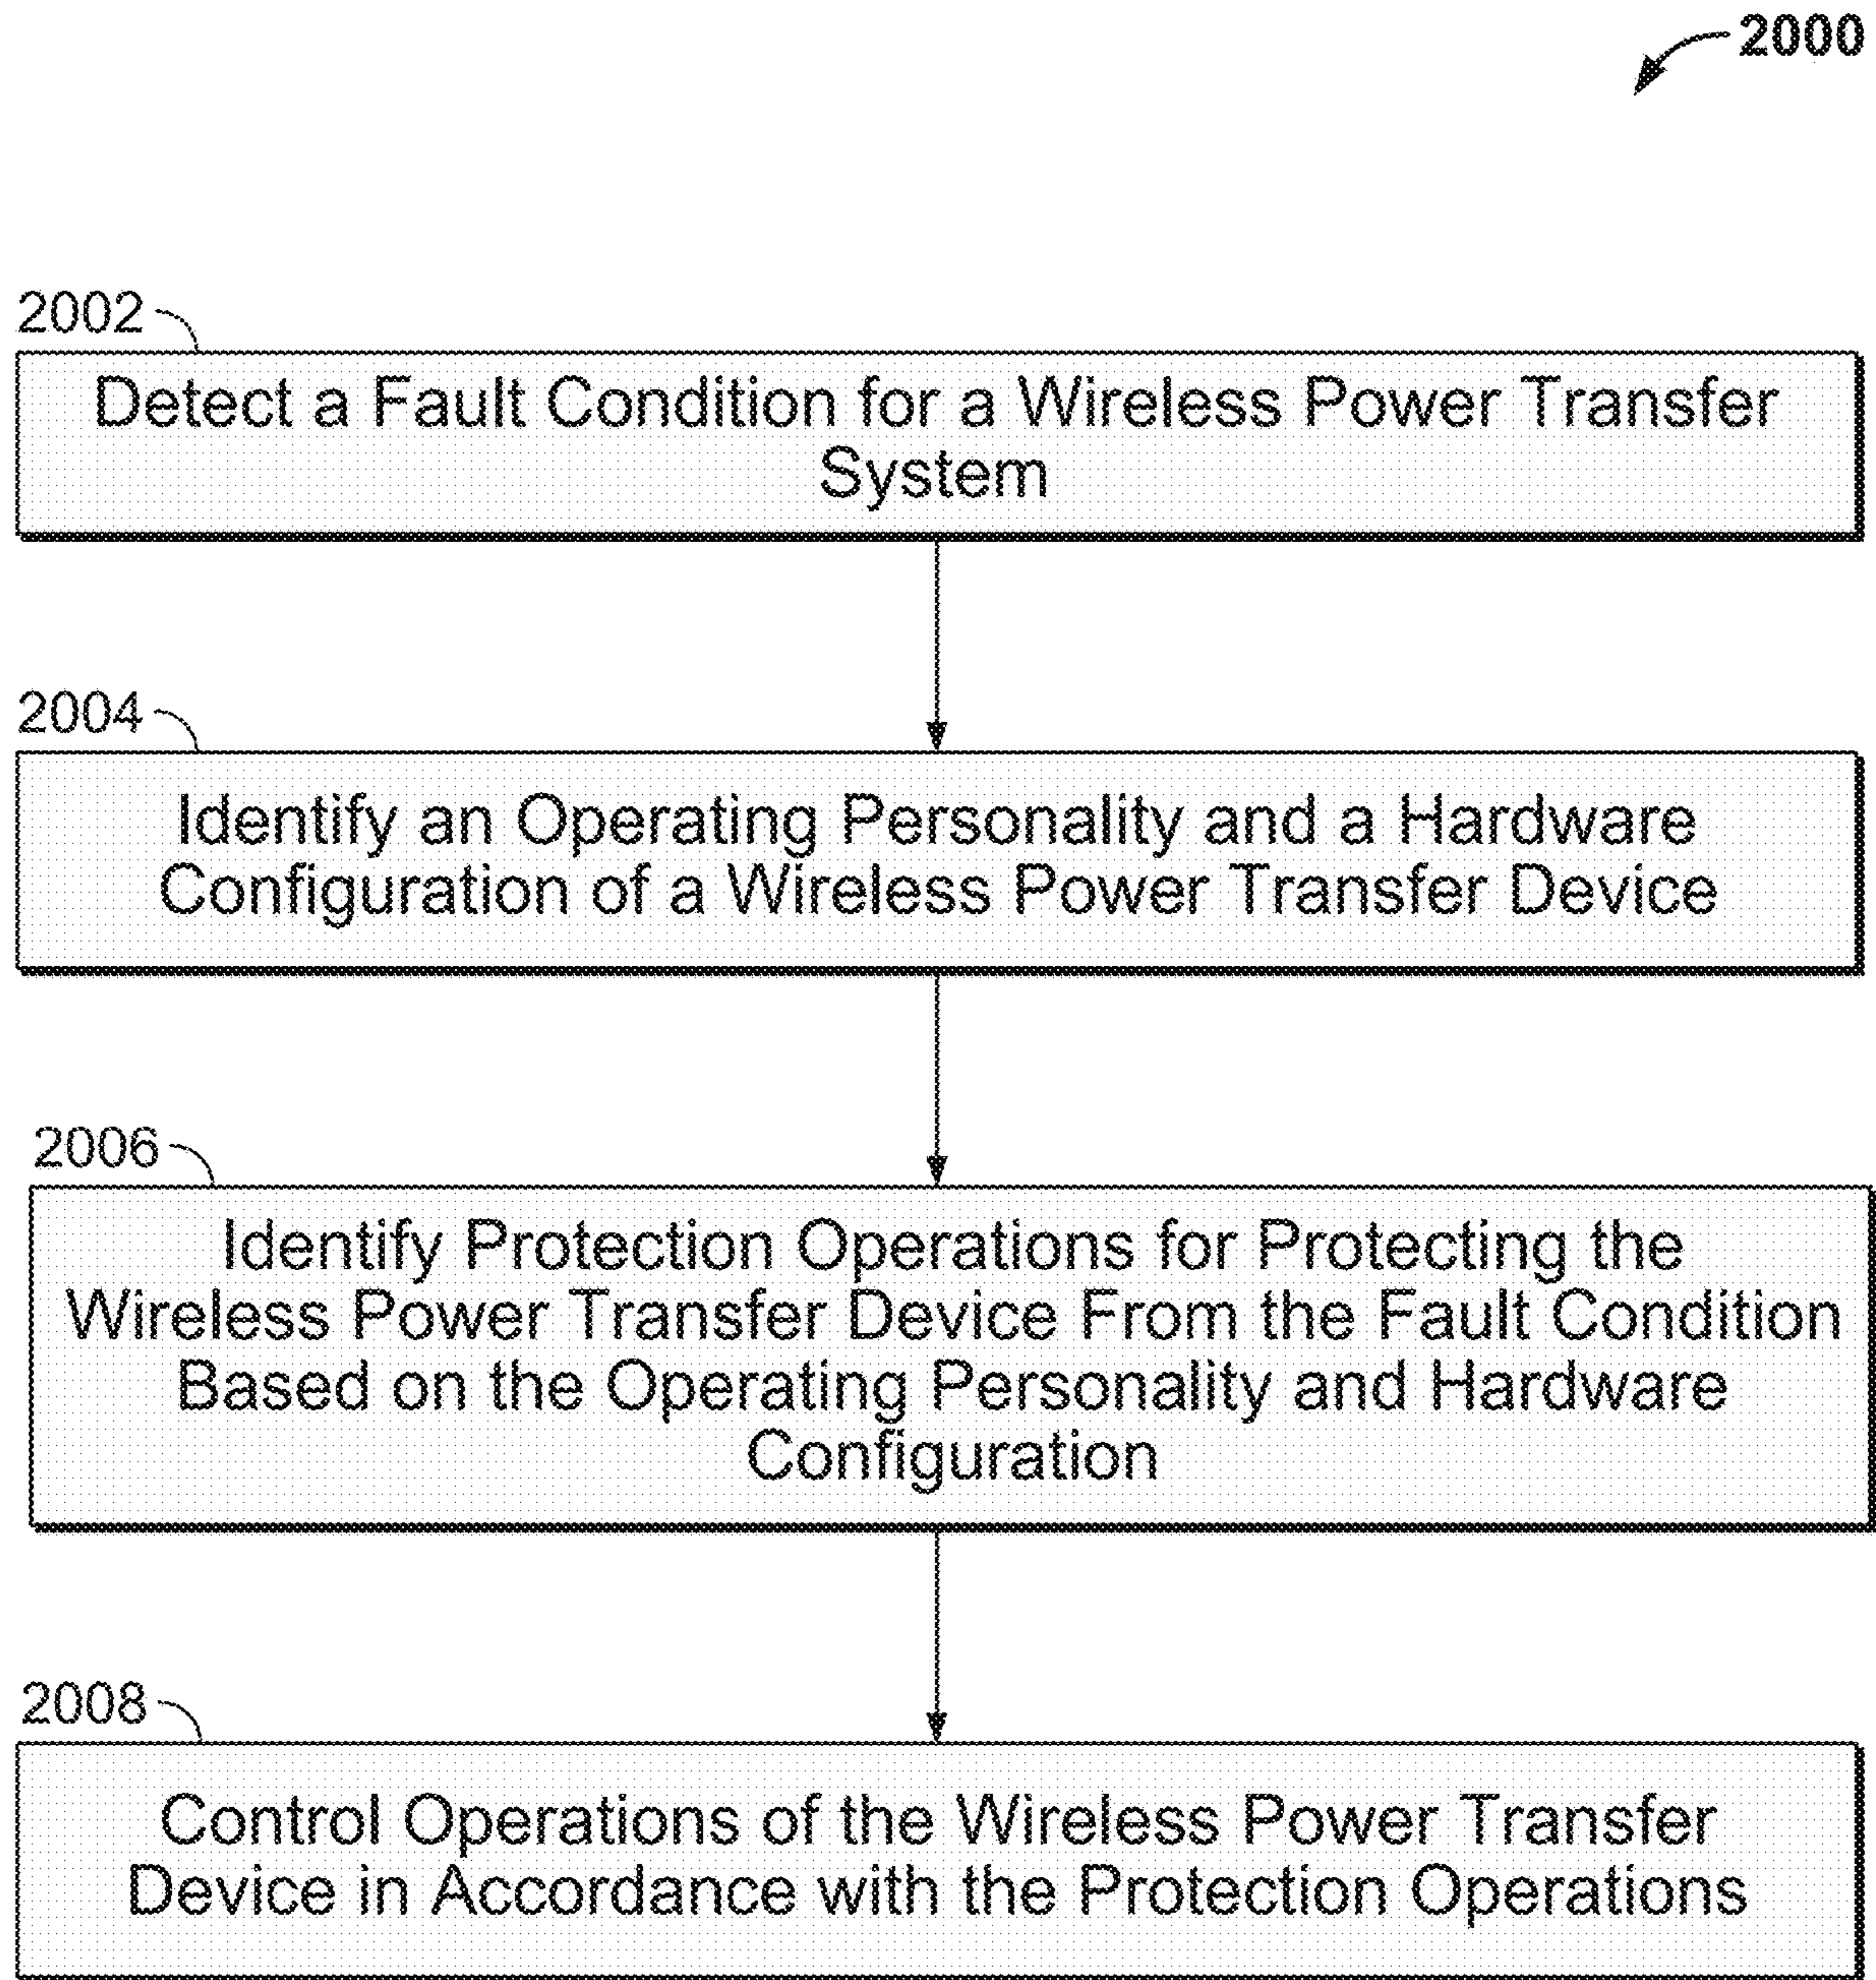 2000
2002
Detect a Fault Condition for a Wireless Power Transfer
System
2004
Identify an Operating Personality and a Hardware
Configuration of a Wireless Power Transfer Device
2006
Identify Protection Operations for Protecting the
Wireless Power Transfer Device From the Fault Condition
Based on the Operating Personality and Hardware
Configuration
2008
Control Operations of the Wireless Power Transfer
Device in Accordance with the Protection Operations